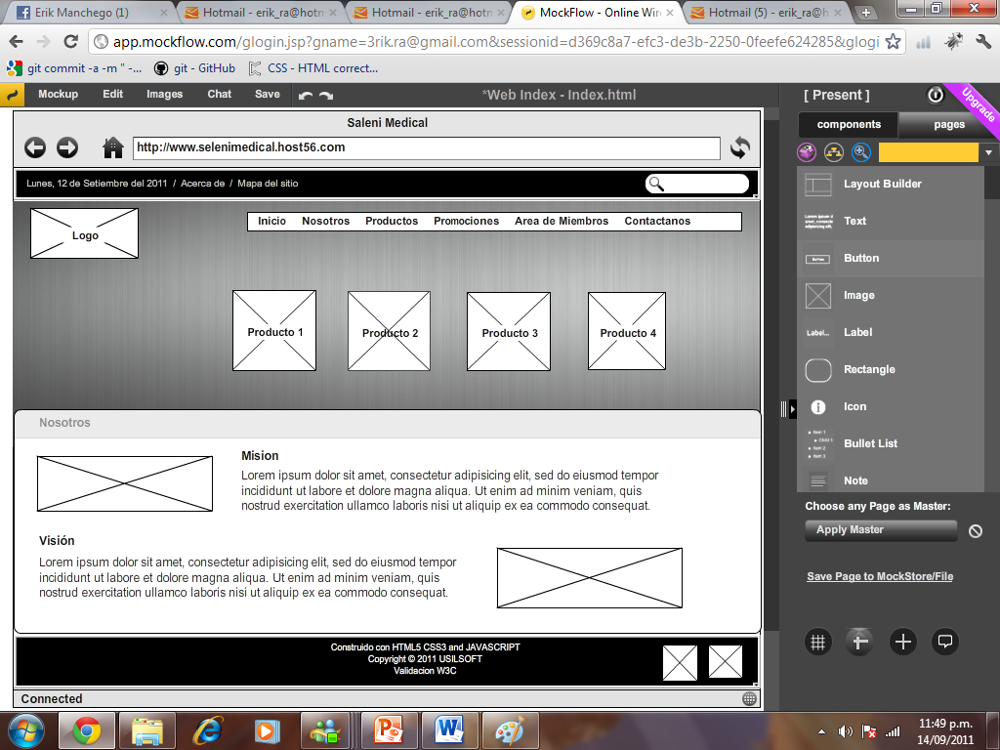 Erik Manchego (1)
Hotmail - erik_ra@hotm
Hotmail - erik_ra@hotm
MockFlow - Online Wir
Hotmail (5) - erik_ra@h
app.mockflow.com/glogin.jsp?gname=3rik.ra@gmail.com&sessionid=d369c8a7-efc3-de3b-2250-0feefe624285&glogi
git commit -a -m " -...
git - GitHub
CSS - HTML correct...
Mockup Edit Images Chat Save
*Web Index - Index.html
[ Present ]
Upgrade
components pages
Saleni Medical
http://www.selenimedical.host56.com
Lunes, 12 de Setiembre del 2011 / Acerca de / Mapa del sitio
Logo
Inicio Nosotros Productos Promociones Area de Miembros Contactanos
Producto 1 Producto 2 Producto 3 Producto 4
Nosotros
Mision
Lorem ipsum dolor sit amet, consectetur adipisicing elit, sed do eiusmod tempor
incididunt ut labore et dolore magna aliqua. Ut enim ad minim veniam, quis
nostrud exercitation ullamco laboris nisi ut aliquip ex ea commodo consequat.
Visión
Lorem ipsum dolor sit amet, consectetur adipisicing elit, sed do eiusmod tempor
incididunt ut labore et dolore magna aliqua. Ut enim ad minim veniam, quis
nostrud exercitation ullamco laboris nisi ut aliquip ex ea commodo consequat.
Construido con HTML5 CSS3 and JAVASCRIPT
Copyright © 2011 USILSOFT
Validacion W3C
Connected
Layout Builder
Text
Button
Image
Label... Label
Rectangle
Icon
Bullet List
Note
Choose any Page as Master:
Apply Master
Save Page to MockStore/File
11:49 p.m.
14/09/2011